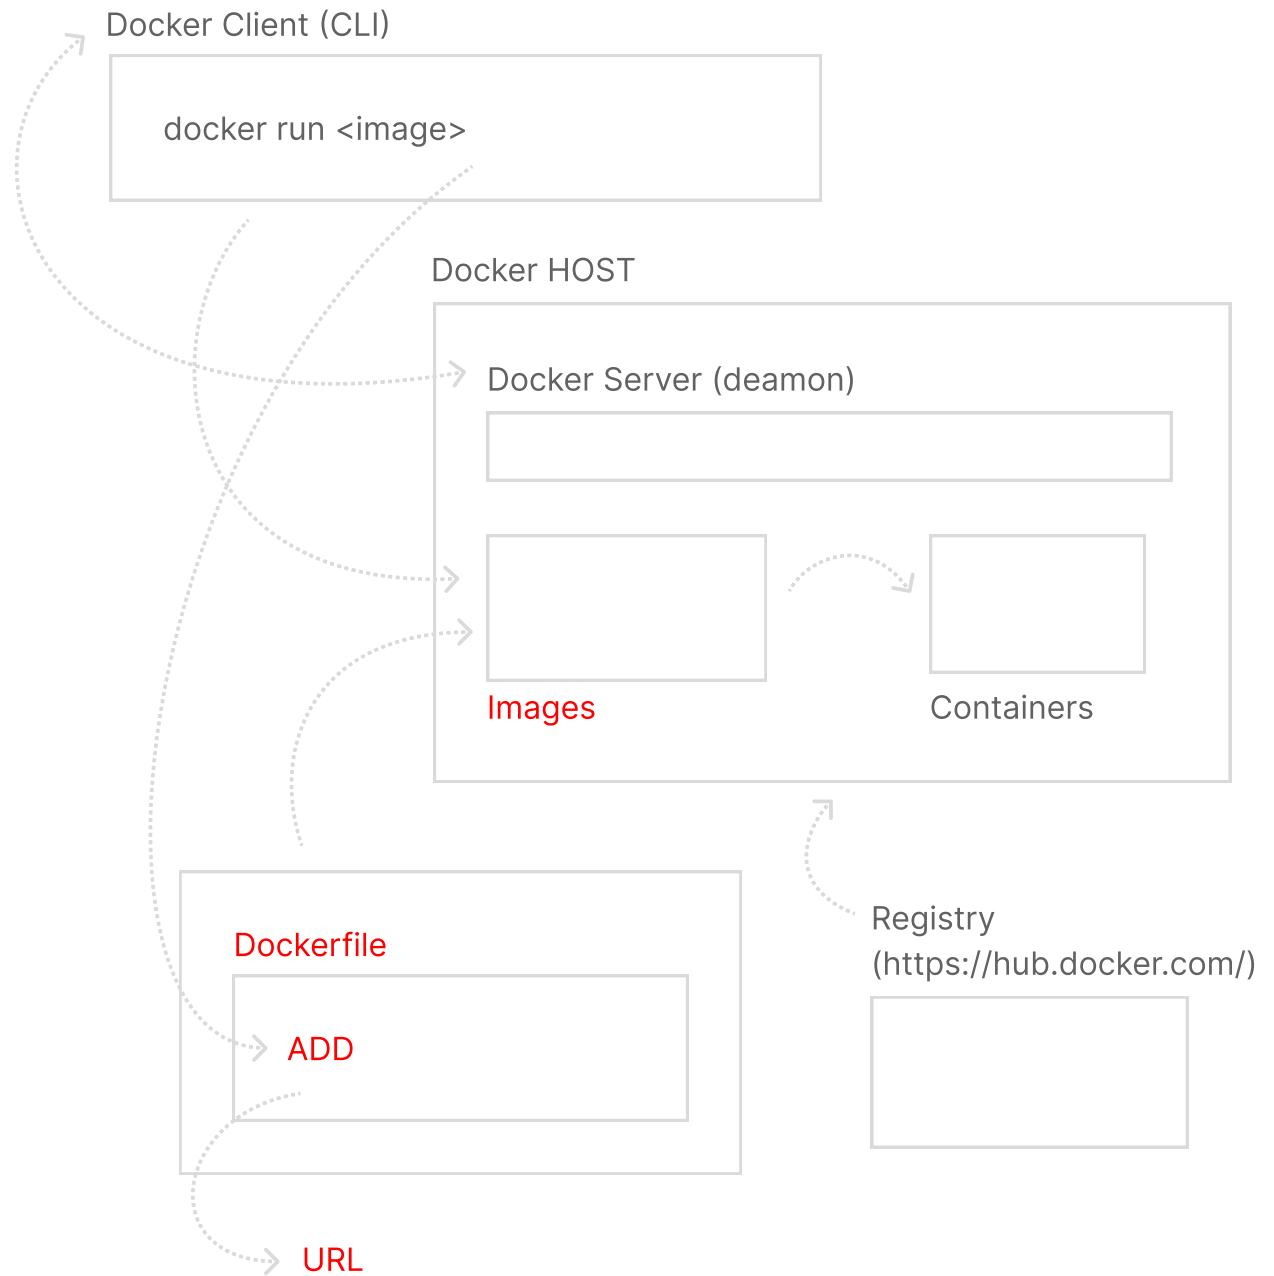 Docker Client (CLI)
docker run <image>
Docker HOST
Docker Server (deamon)
Images
Containers
Dockerfile
ADD
Registry
(https://hub.docker.com/)
URL